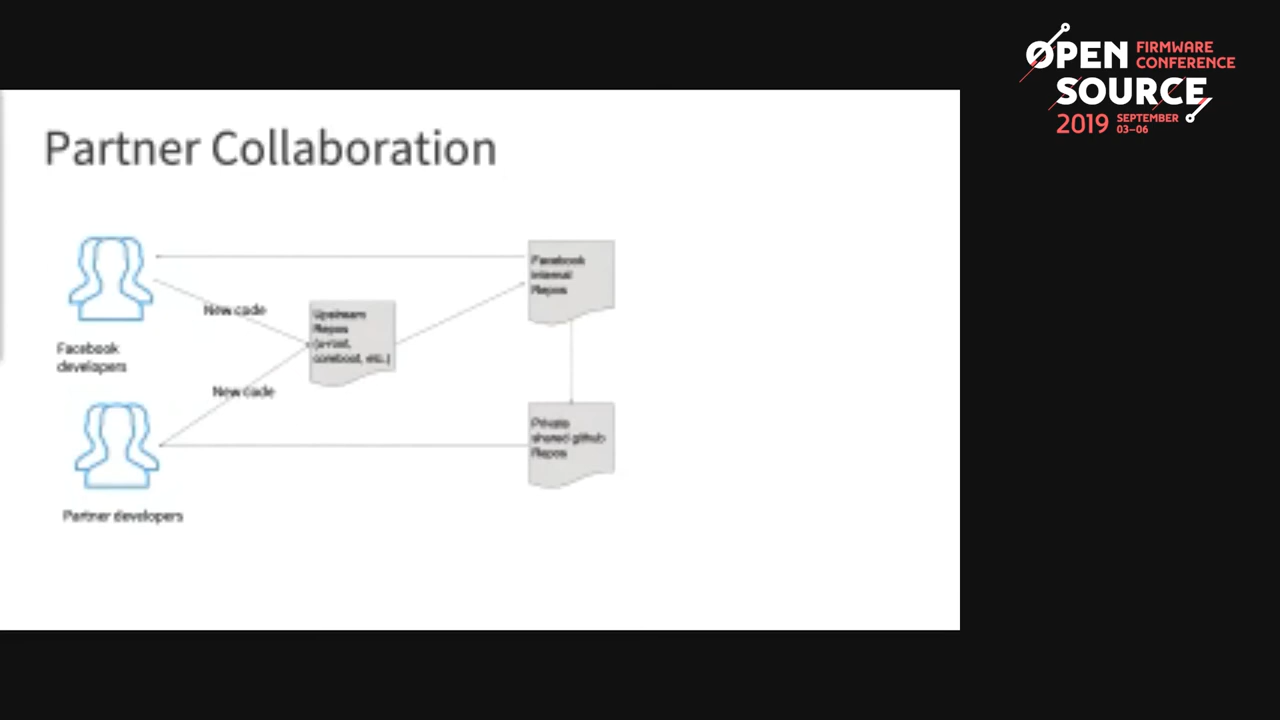 OPEN FIRMWARE
CONFERENCE
SOURCE
2019 SEPTEMBER
03–06
Partner Collaboration
Facebook
Internal
Repos
New code
Upstream
Repos
(u-root,
coreboot, etc.)
Facebook
developers
New code
Private
shared github
Repos
Partner developers